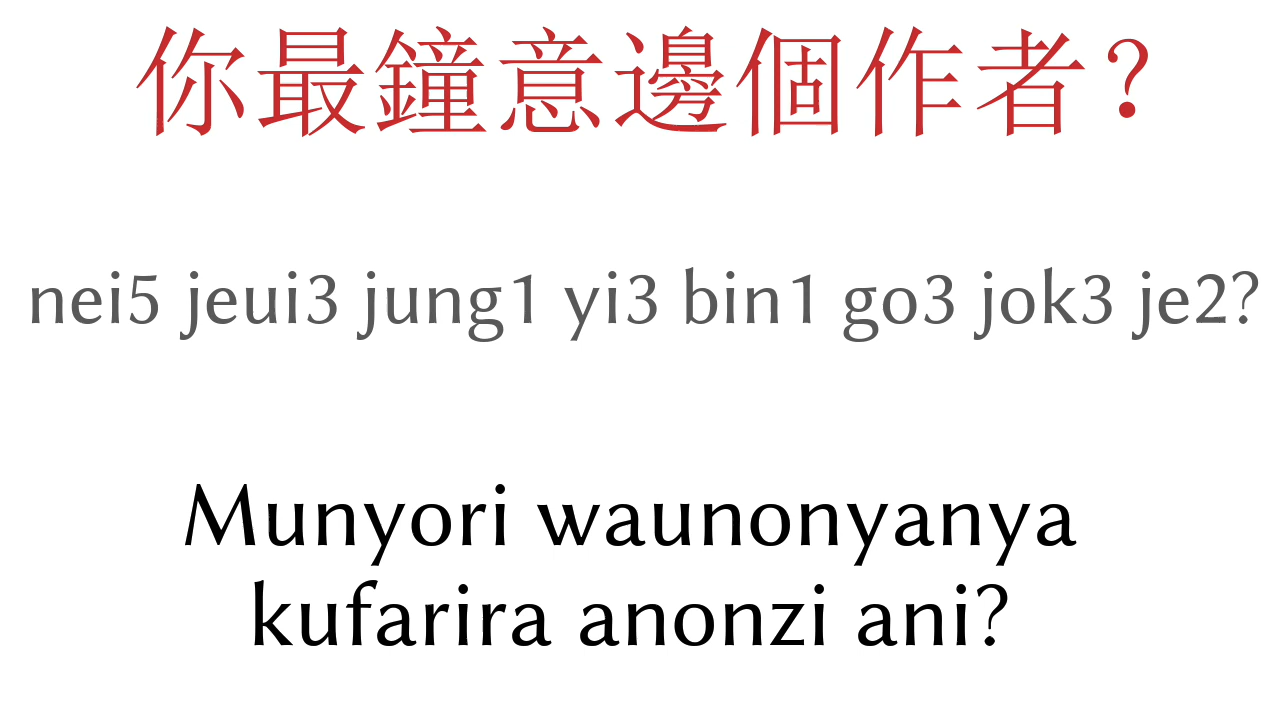 你最鐘意邊個作者？
nei5 jeui3 jung1 yi3 bin1 go3 jok3 je2?
Munyori waunonyanya
kufarira anonzi ani?